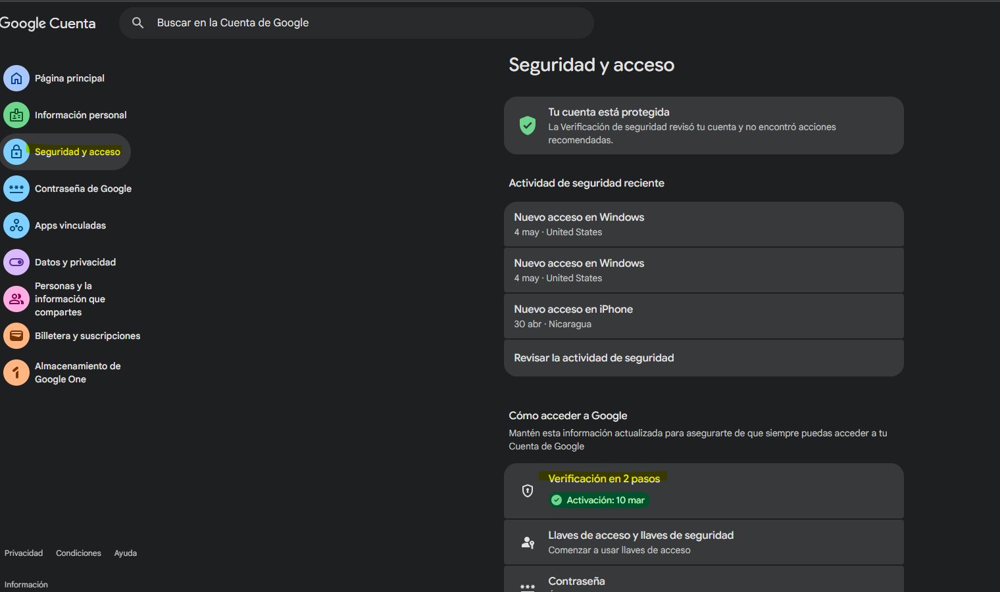 Google Cuenta
Buscar en la Cuenta de Google
Página principal
Información personal
Seguridad y acceso
Contraseña de Google
Apps vinculadas
Datos y privacidad
Personas y la
información que
compartes
Billetera y suscripciones
Almacenamiento de
Google One
Privacidad
Condiciones
Ayuda
Información
Seguridad y acceso
Tu cuenta está protegida
La Verificación de seguridad revisó tu cuenta y no encontró acciones
recomendadas.
Actividad de seguridad reciente
Nuevo acceso en Windows
4 may · United States
Nuevo acceso en Windows
4 may · United States
Nuevo acceso en iPhone
30 abr · Nicaragua
Revisar la actividad de seguridad
Cómo acceder a Google
Mantén esta información actualizada para asegurarte de que siempre puedas acceder a tu
Cuenta de Google
Verificación en 2 pasos
Activación: 10 mar
Llaves de acceso y llaves de seguridad
Comenzar a usar llaves de acceso
Contraseña